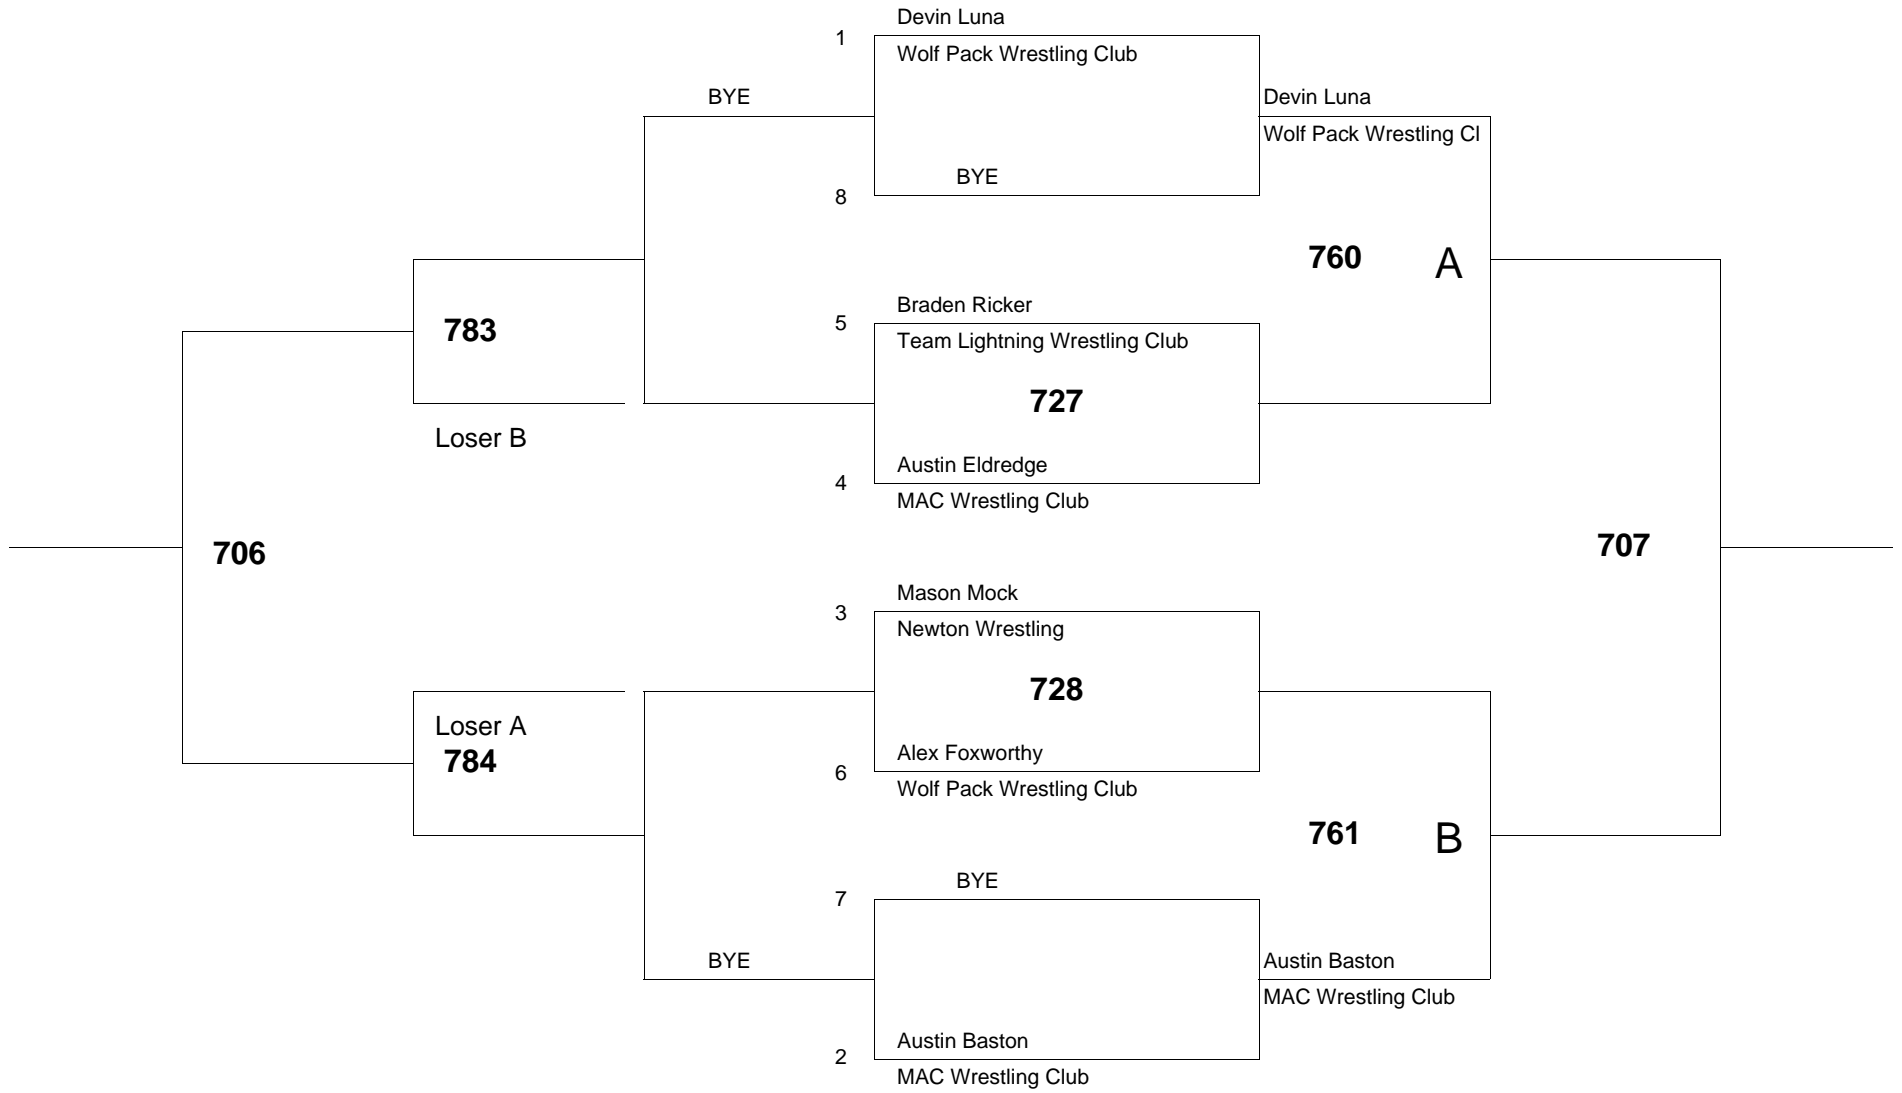 Devin Luna
1
Wolf Pack Wrestling Club
BYE
Devin Luna
Wolf Pack Wrestling Cl
BYE
8
760
A
Braden Ricker
5
783
Team Lightning Wrestling Club
727
Loser B
Austin Eldredge
4
MAC Wrestling Club
706
707
Mason Mock
3
Newton Wrestling
728
Loser A
784
Alex Foxworthy
6
Wolf Pack Wrestling Club
761
B
BYE
7
BYE
Austin Baston
MAC Wrestling Club
Austin Baston
2
MAC Wrestling Club